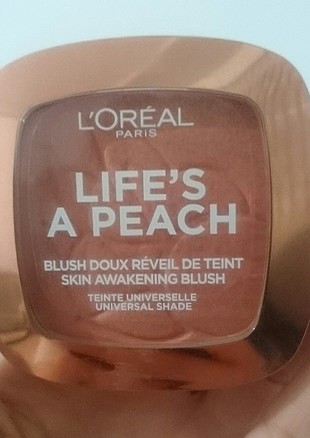 L'ORÉAL
PARIS
LIFE'S
A PEACH
BLUSH DOUX RÉVEIL DE TEINT
SKIN AWAKENING BLUSH
TEINTE UNIVERSELLE
UNIVERSAL SHADE